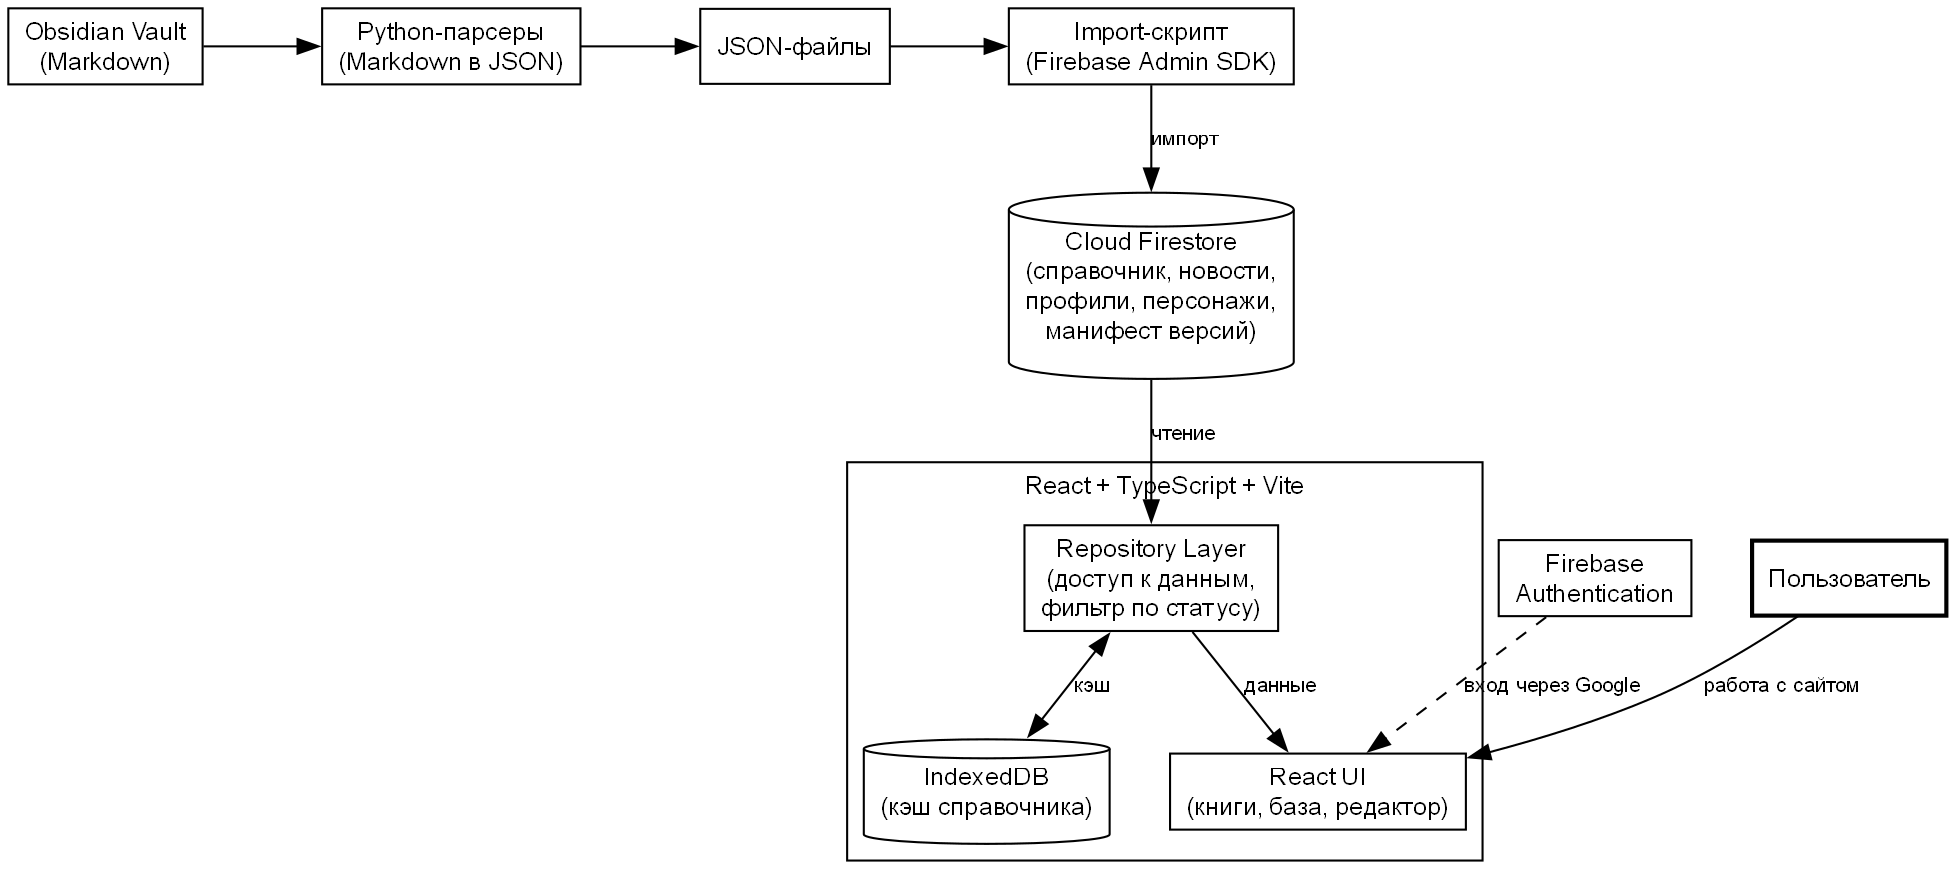 Obsidian Vault
(Markdown)
Python-парсеры
(Markdown в JSON)
JSON-файлы
Import-скрипт
(Firebase Admin SDK)
импорт
Cloud Firestore
(справочник, новости,
профили, персонажи,
манифест версий)
чтение
React + TypeScript + Vite
Repository Layer
(доступ к данным,
фильтр по статусу)
Firebase
Authentication
Пользователь
кэш
данные
вход через Google
работа с сайтом
IndexedDB
(кэш справочника)
React UI
(книги, база, редактор)